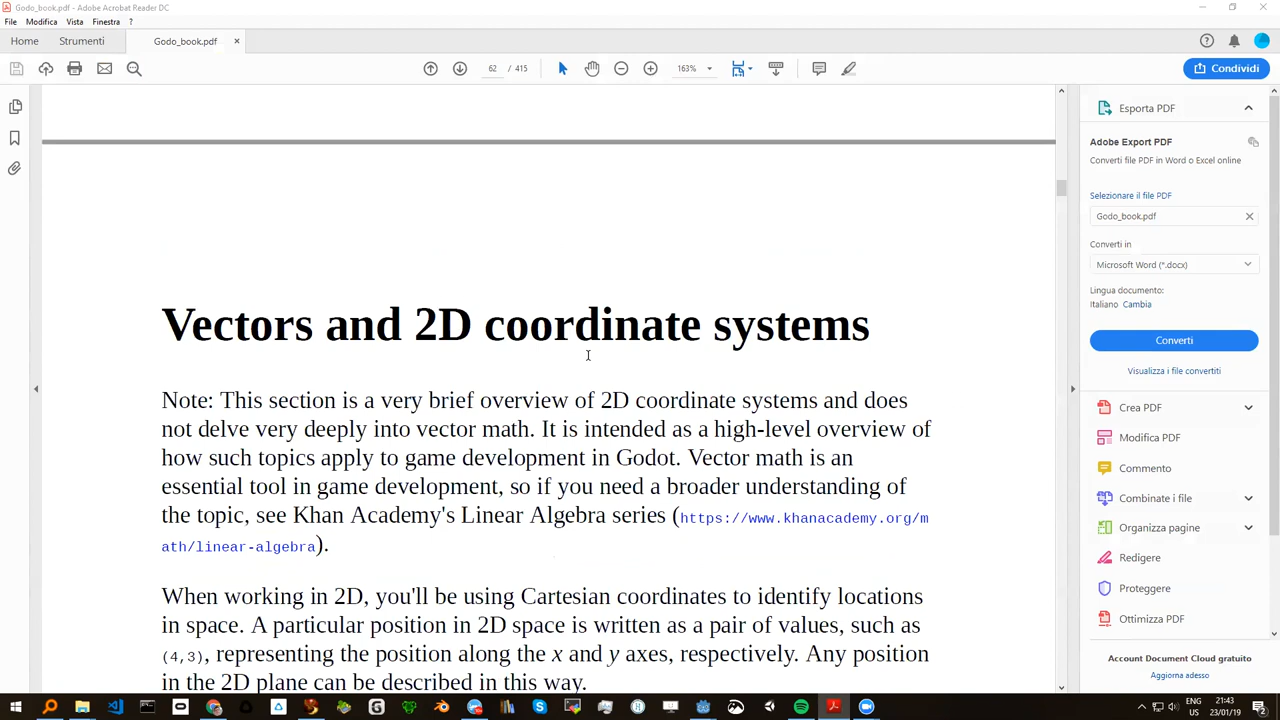 Godo_book.pdf - Adobe Acrobat Reader DC
File Modifica Vista Finestra ?
Home Strumenti Godo_book.pdf ×
62 / 415 163% Condividi
Esporta PDF
Adobe Export PDF
Converti file PDF in Word o Excel online
Selezionare il file PDF
Godo_book.pdf
Converti in
Microsoft Word (*.docx)
Lingua documento:
Italiano Cambia
Converti
Visualizza i file convertiti
Crea PDF
Modifica PDF
Commento
Combinate i file
Organizza pagine
Redigere
Proteggere
Ottimizza PDF
Account Document Cloud gratuito
Aggiorna adesso
Vectors and 2D coordinate systems
Note: This section is a very brief overview of 2D coordinate systems and does
not delve very deeply into vector math. It is intended as a high-level overview of
how such topics apply to game development in Godot. Vector math is an
essential tool in game development, so if you need a broader understanding of
the topic, see Khan Academy's Linear Algebra series (https://www.khanacademy.org/m
ath/linear-algebra).
When working in 2D, you'll be using Cartesian coordinates to identify locations
in space. A particular position in 2D space is written as a pair of values, such as
(4,3), representing the position along the x and y axes, respectively. Any position
in the 2D plane can be described in this way.
ENG
US
21:43
23/01/19
2